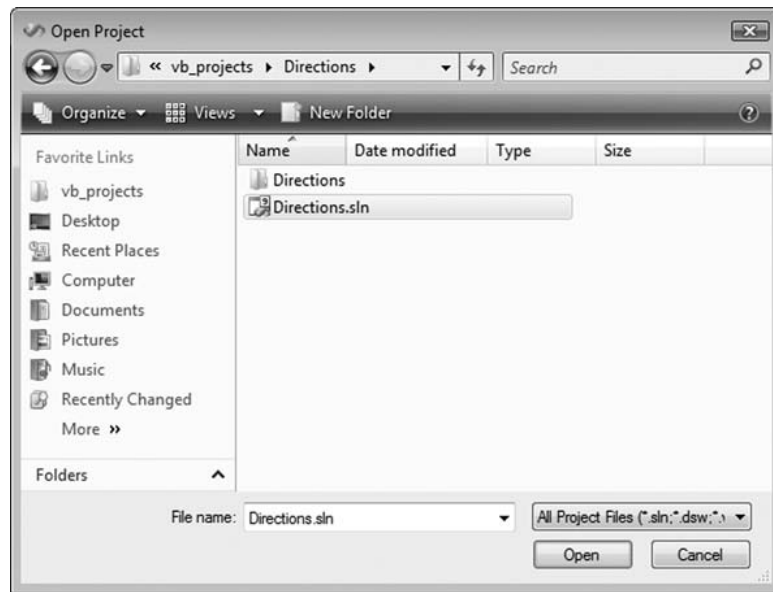 Open Project
« vb_projects ▸ Directions ▸ Search
Organize Views New Folder
Favorite Links
vb_projects
Desktop
Recent Places
Computer
Documents
Pictures
Music
Recently Changed
More »
Folders
Name Date modified Type Size
Directions
Directions.sln
File name: Directions.sln All Project Files (*.sln;*.dsw;*.
Open Cancel